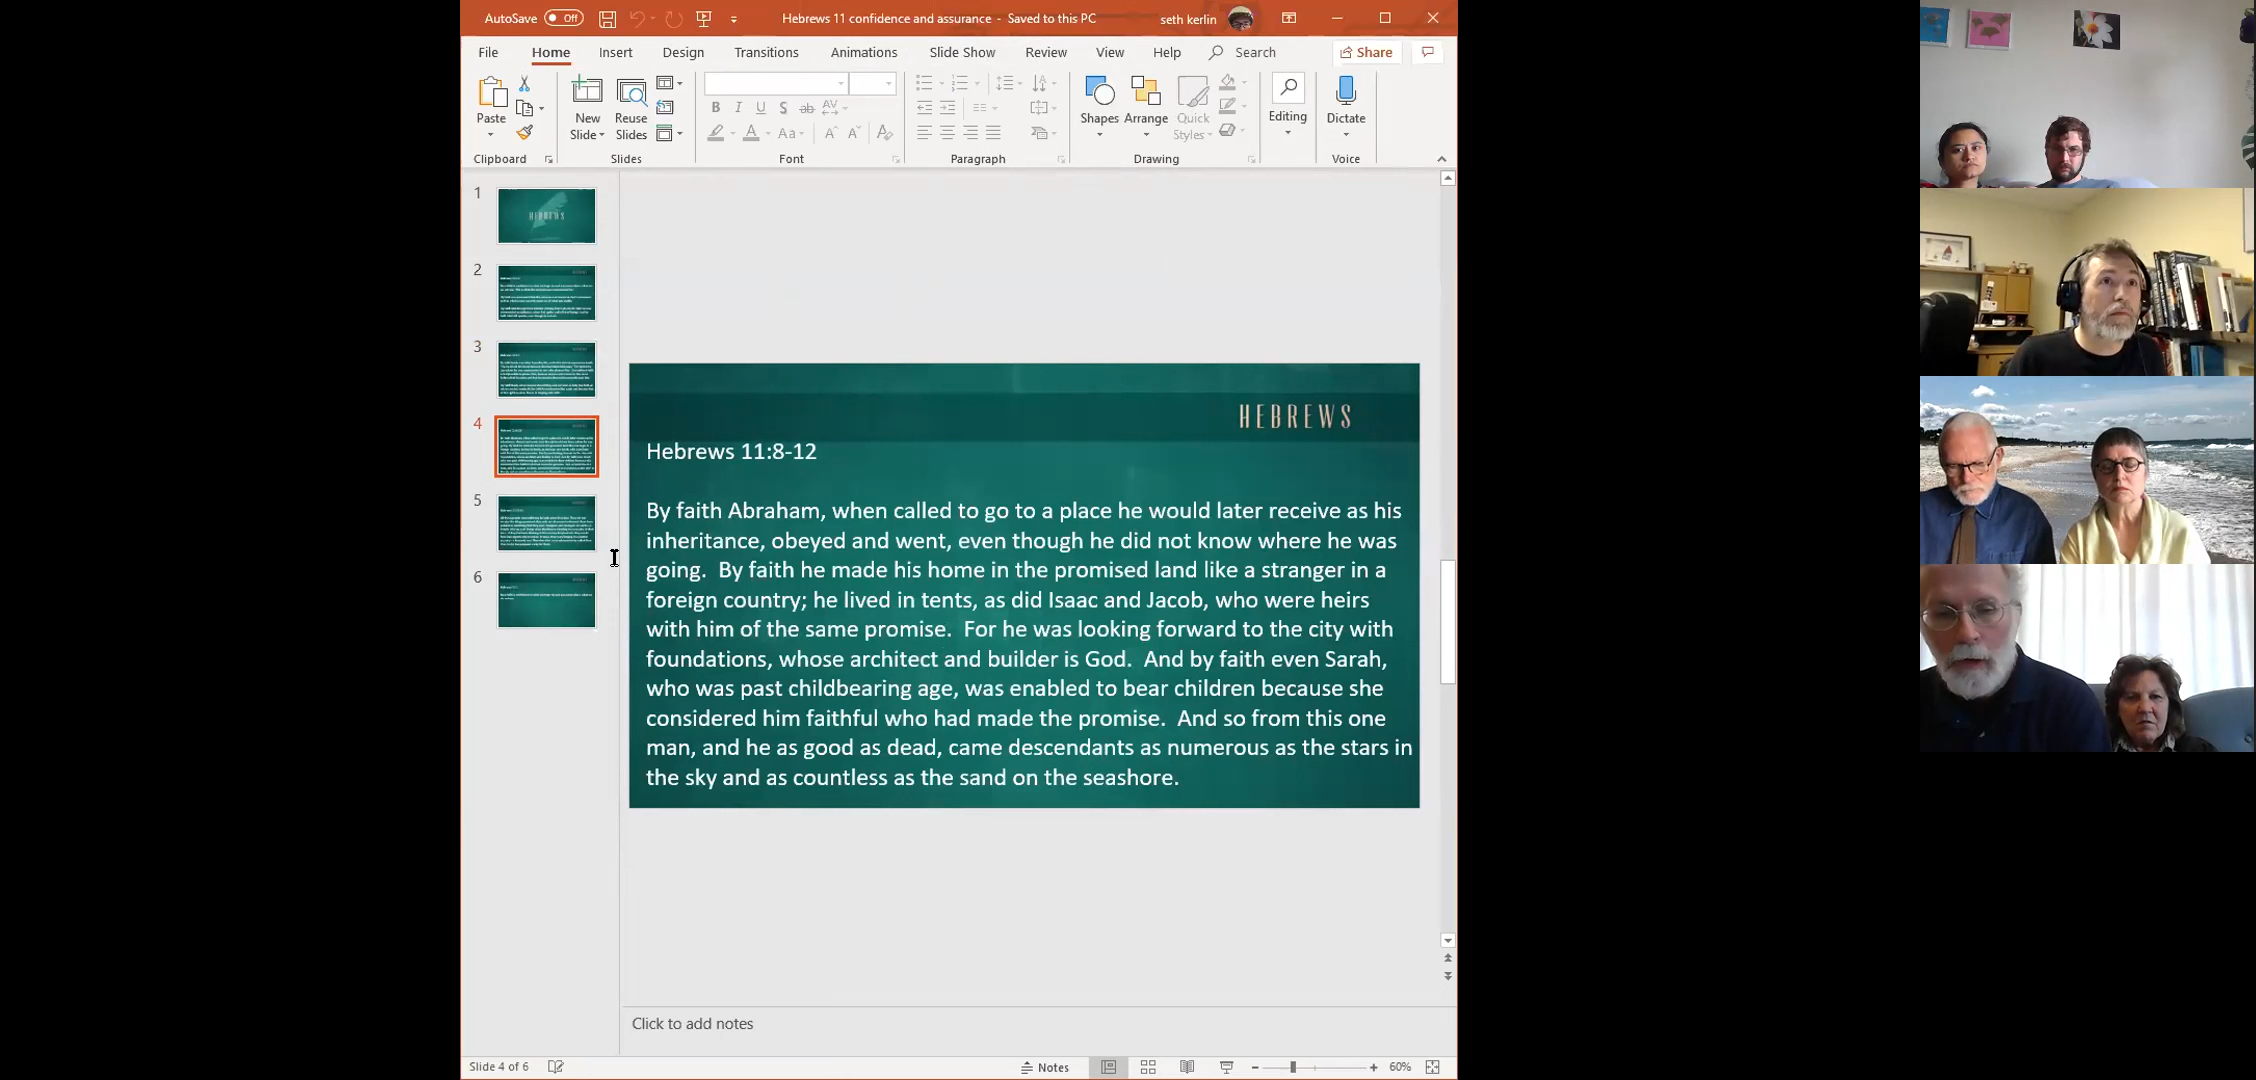 AutoSave Off Hebrews 11 confidence and assurance - Saved to this PC seth kerlin
File Home Insert Design Transitions Animations Slide Show Review View Help Search Share
Paste New Slide Reuse Slides Shapes Arrange Quick Styles Editing Dictate
Clipboard Slides Font Paragraph Drawing Voice
1
HEBREWS
2
3
4
5
6
HEBREWS
Hebrews 11:8-12
By faith Abraham, when called to go to a place he would later receive as his
inheritance, obeyed and went, even though he did not know where he was
going.  By faith he made his home in the promised land like a stranger in a
foreign country; he lived in tents, as did Isaac and Jacob, who were heirs
with him of the same promise.  For he was looking forward to the city with
foundations, whose architect and builder is God.  And by faith even Sarah,
who was past childbearing age, was enabled to bear children because she
considered him faithful who had made the promise.  And so from this one
man, and he as good as dead, came descendants as numerous as the stars in
the sky and as countless as the sand on the seashore.
Click to add notes
Slide 4 of 6 Notes 60%